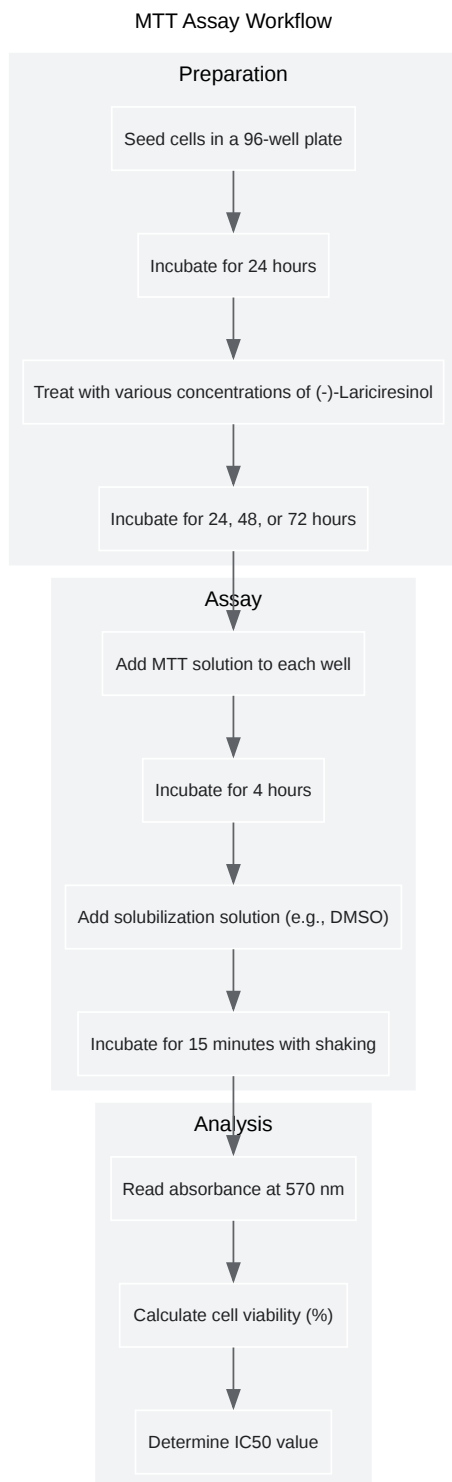 MTT Assay Workflow
Preparation
Seed cells in a 96-well plate
Incubate for 24 hours
Treat with various concentrations of (-)-Lariciresinol
Incubate for 24, 48, or 72 hours
Assay
Add MTT solution to each well
Incubate for 4 hours
Add solubilization solution (e.g., DMSO)
Incubate for 15 minutes with shaking
Analysis
Read absorbance at 570 nm
Calculate cell viability (%)
Determine IC50 value